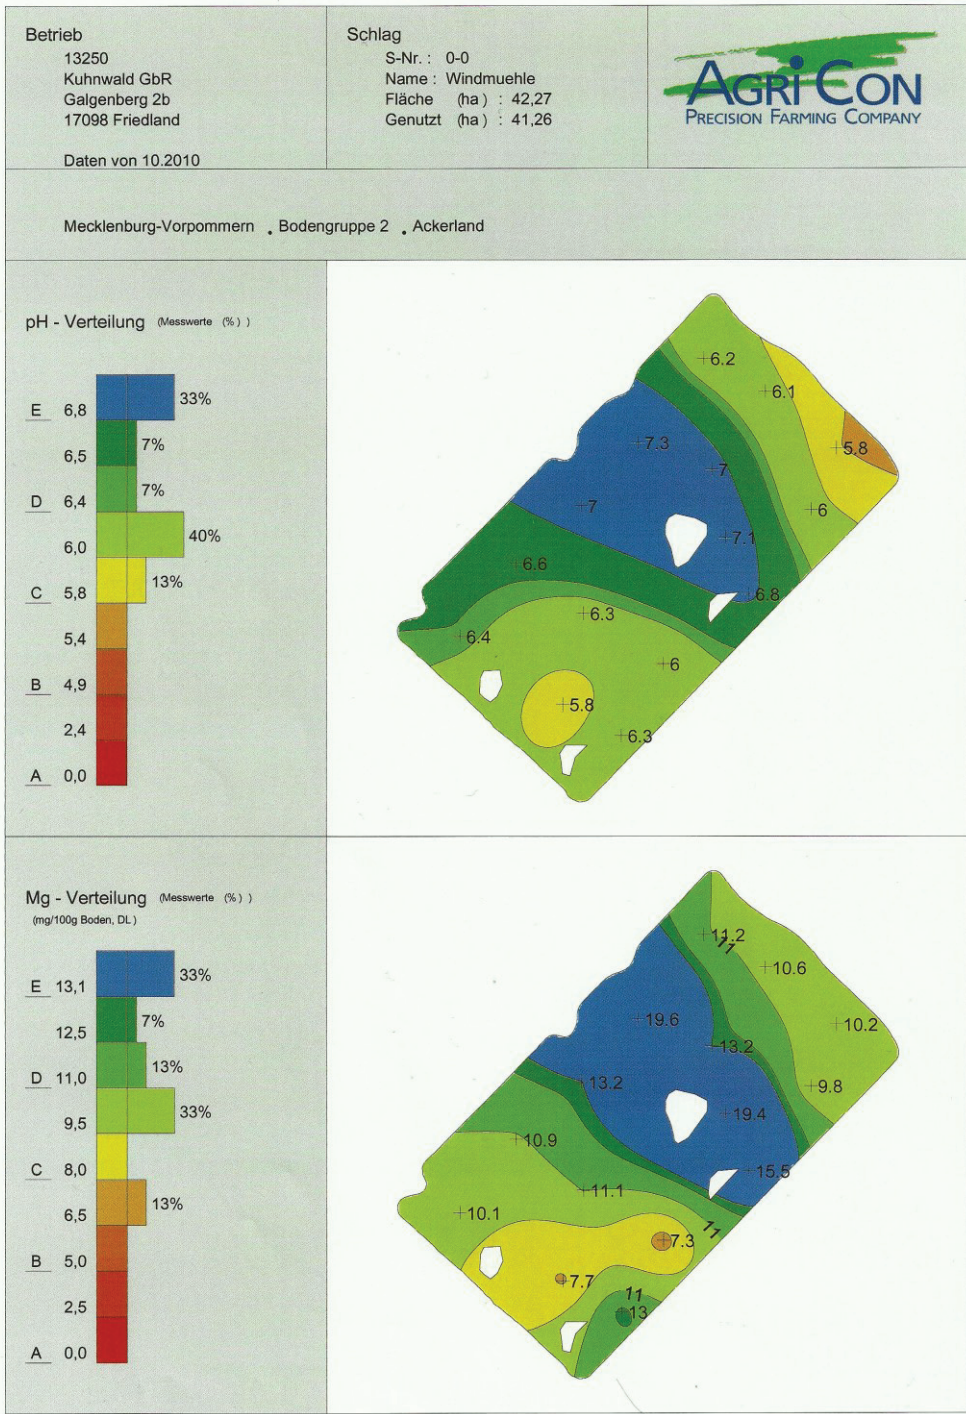 Betrieb
13250
Kuhnwald GbR
Galgenberg 2b
17098 Friedland
Daten von 10.2010
Schlag
S-Nr. : 0-0
Name : Windmuehle
Fläche (ha) : 42,27
Genutzt (ha) : 41,26
AGRI CON
PRECISION FARMING COMPANY
Mecklenburg-Vorpommern . Bodengruppe 2 . Ackerland
pH - Verteilung (Messwerte (%) )
E 6,8 33%
6,5 7%
D 6,4 7%
6,0 40%
C 5,8 13%
5,4
B 4,9
2,4
A 0,0
6.2
6.1
7.3
5.8
7
7
6
7.1
6.6
6.8
6.3
6.4
6
5.8
6.3
Mg - Verteilung (Messwerte (%) )
(mg/100g Boden, DL)
E 13,1 33%
12,5 7%
D 11,0 13%
9,5 33%
C 8,0
6,5 13%
B 5,0
2,5
A 0,0
11.2
11
10.6
19.6
10.2
13.2
13.2
9.8
19.4
10.9
15.5
11.1
10.1
11
7.3
7.7
11
13